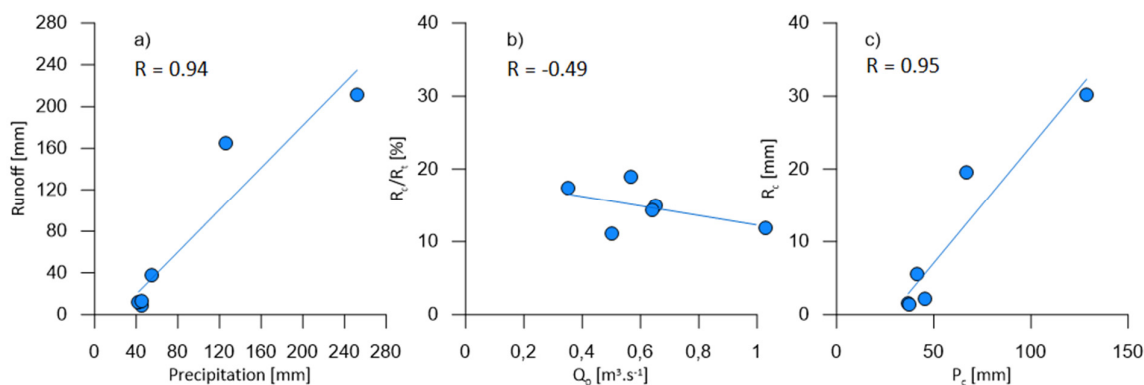 a)
R = 0.94
Runoff [mm]
280
240
200
160
120
80
40
0
0 40 80 120 160 200 240 280
Precipitation [mm]
b)
R = -0.49
Rc/Rt [%]
40
30
20
10
0
0 0,2 0,4 0,6 0,8 1
Qo [m³.s⁻¹]
c)
R = 0.95
Rc [mm]
40
30
20
10
0
0 50 100 150
Pc [mm]